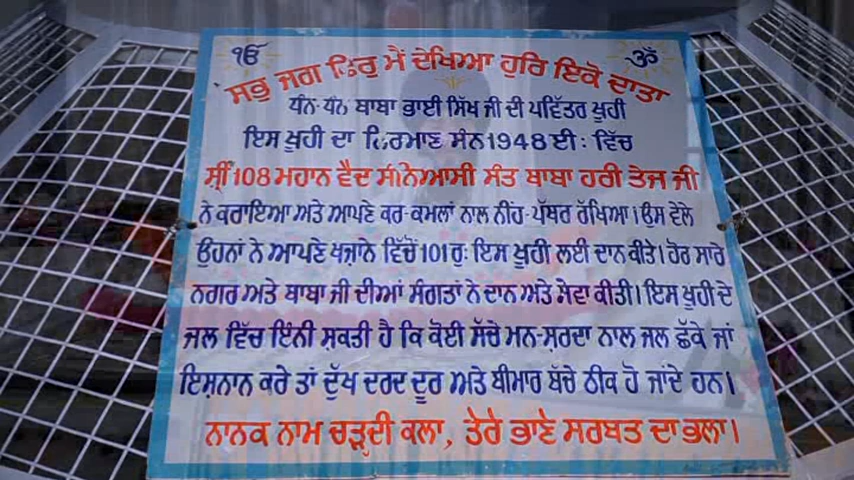 ੴ ॐ
ਸਭੁ ਜਗ ਫਿਰੁ ਮੈਂ ਦੇਖਿਆ ਹੁਰਿ ਇਕੋ ਦਾਤਾ
ਧੰਨ-ਧੰਨ ਬਾਬਾ ਭਾਈ ਸਿੱਖ ਜੀ ਦੀ ਪਵਿੱਤਰ ਖੂਹੀ
ਇਸ ਖੂਹੀ ਦਾ ਨਿਰਮਾਣ ਸੰਨ 1948 ਈ: ਵਿੱਚ
ਸ਼੍ਰੀ 108 ਮਹਾਨ ਵੈਦ ਸੰਨਿਆਸੀ ਸੰਤ ਬਾਬਾ ਹਰੀ ਤੇਜ ਜੀ
ਨੇ ਕਰਾਇਆ ਅਤੇ ਆਪਣੇ ਕਰ-ਕਮਲਾਂ ਨਾਲ ਨੀਂਹ-ਪੱਥਰ ਰੱਖਿਆ। ਉਸ ਵੇਲੇ
ਉਹਨਾਂ ਨੇ ਆਪਣੇ ਖਜ਼ਾਨੇ ਵਿੱਚੋਂ 101 ਰੁ: ਇਸ ਖੂਹੀ ਲਈ ਦਾਨ ਕੀਤੇ। ਹੋਰ ਸਾਰੇ
ਨਗਰ ਅਤੇ ਬਾਬਾ ਜੀ ਦੀਆਂ ਸੰਗਤਾਂ ਨੇ ਦਾਨ ਅਤੇ ਸੇਵਾ ਕੀਤੀ। ਇਸ ਖੂਹੀ ਦੇ
ਜਲ ਵਿੱਚ ਇੰਨੀ ਸ਼ਕਤੀ ਹੈ ਕਿ ਕੋਈ ਸੱਚੇ ਮਨ-ਸ਼ਰਦਾ ਨਾਲ ਜਲ ਛੱਕੇ ਜਾਂ
ਇਸ਼ਨਾਨ ਕਰੇ ਤਾਂ ਦੁੱਖ ਦਰਦ ਦੂਰ ਅਤੇ ਬੀਮਾਰ ਬੱਚੇ ਠੀਕ ਹੋ ਜਾਂਦੇ ਹਨ।
ਨਾਨਕ ਨਾਮ ਚੜ੍ਹਦੀ ਕਲਾ, ਤੇਰੇ ਭਾਣੇ ਸਰਬਤ ਦਾ ਭਲਾ।